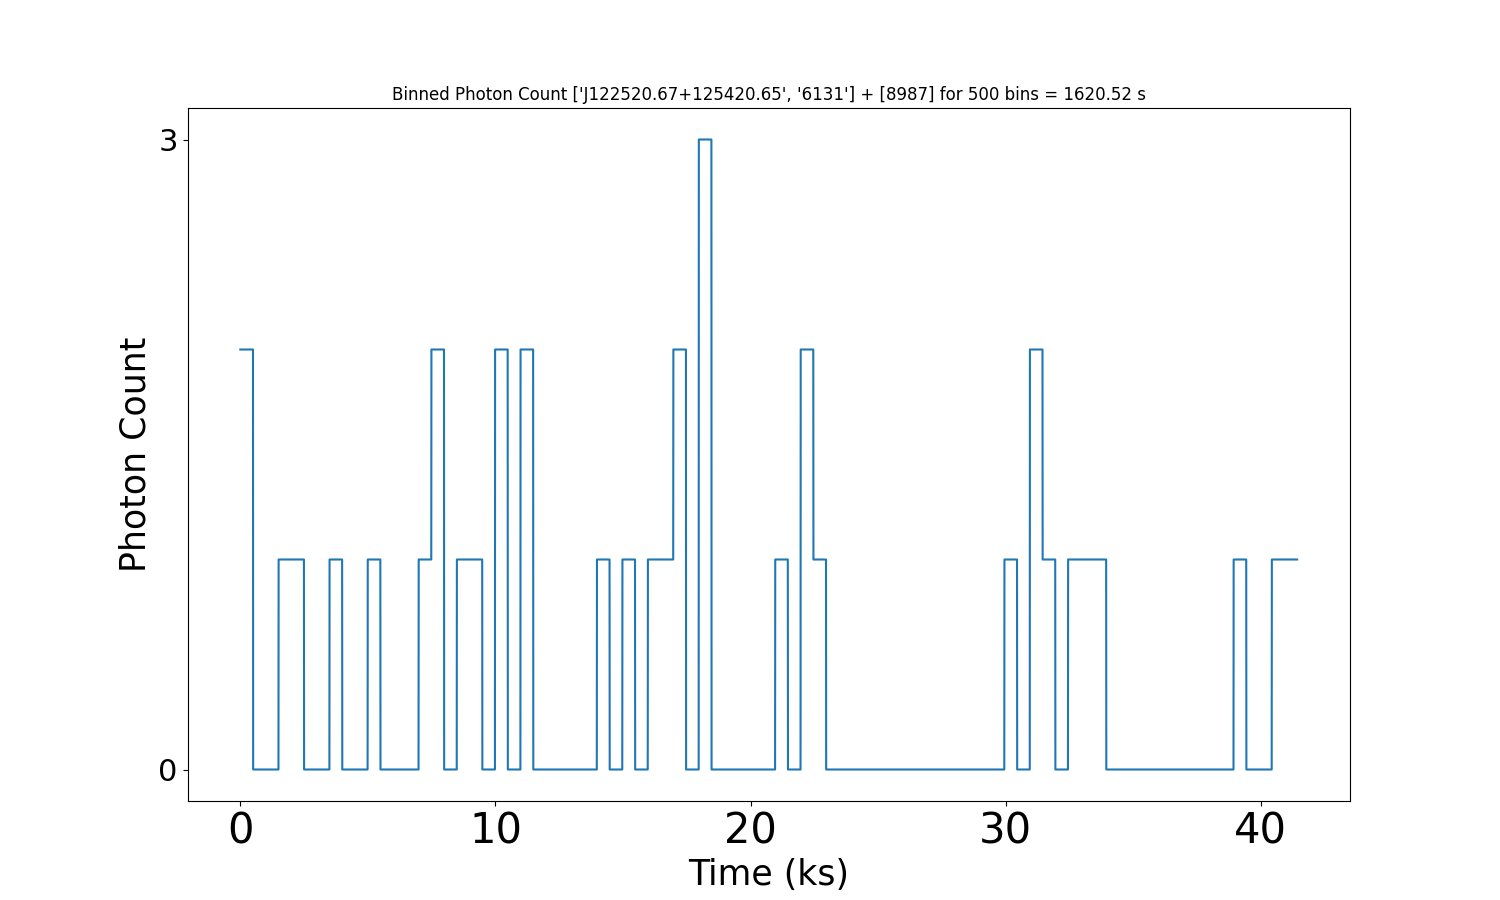 Binned Photon Count ['J122520.67+125420.65', '6131'] + [8987] for 500 bins = 1620.52 s
3
0
Photon Count
0 10 20 30 40
Time (ks)